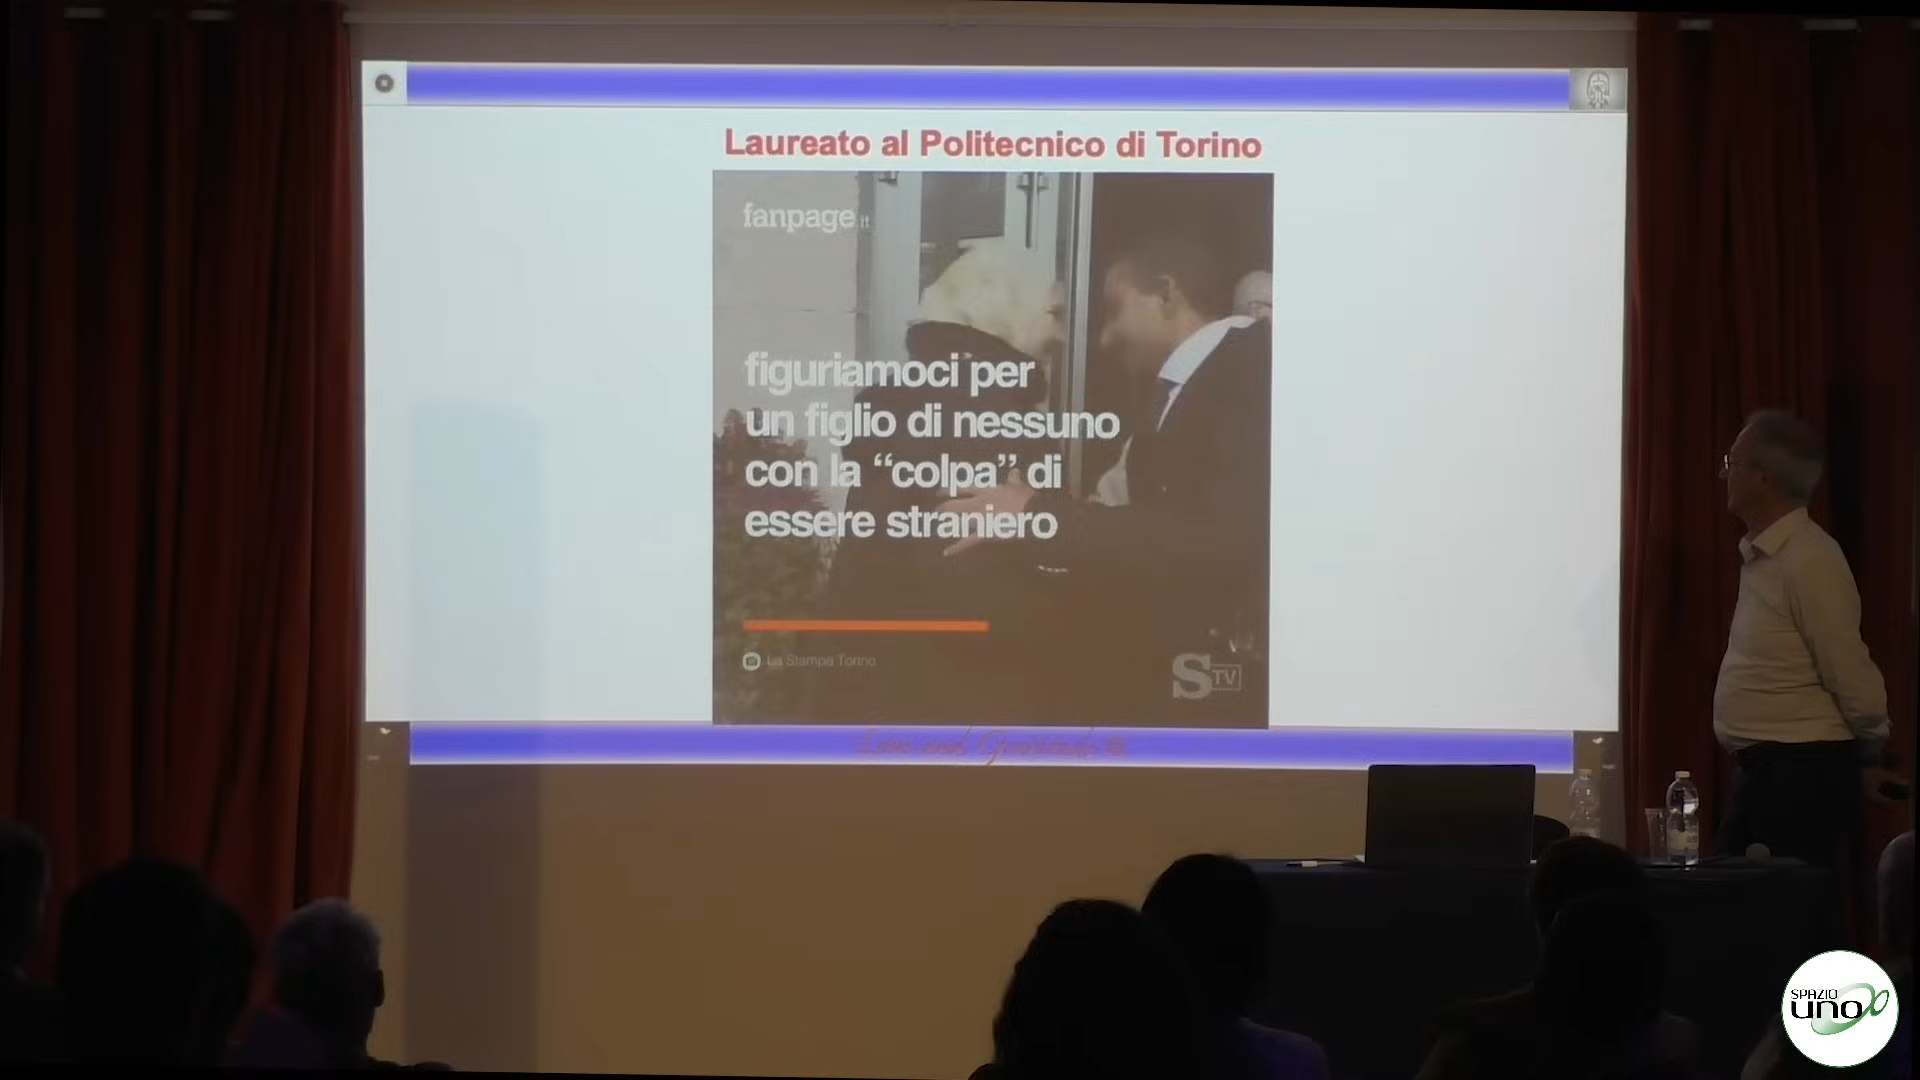 Laureato al Politecnico di Torino
fanpage.it
figuriamoci per
un figlio di nessuno
con la “colpa” di
essere straniero
La Stampa Torino
S TV
SPAZIO
uno